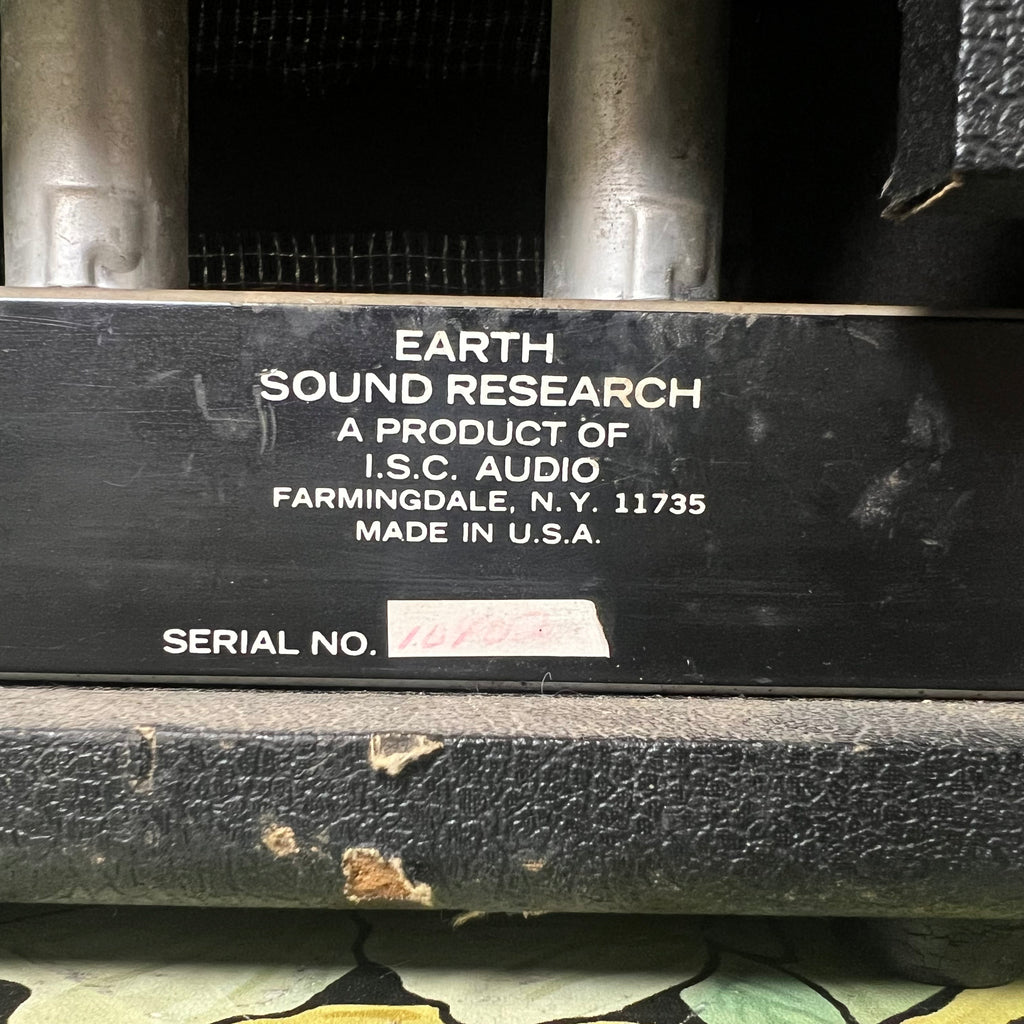 EARTH
SOUND RESEARCH
A PRODUCT OF
I.S.C. AUDIO
FARMINGDALE, N.Y. 11735
MADE IN U.S.A.
SERIAL NO.